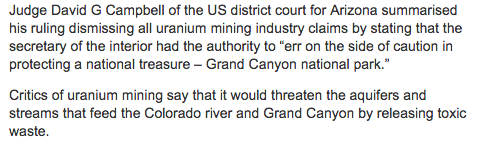 Judge David G Campbell of the US district court for Arizona summarised
his ruling dismissing all uranium mining industry claims by stating that the
secretary of the interior had the authority to “err on the side of caution in
protecting a national treasure – Grand Canyon national park.”
Critics of uranium mining say that it would threaten the aquifers and
streams that feed the Colorado river and Grand Canyon by releasing toxic
waste.